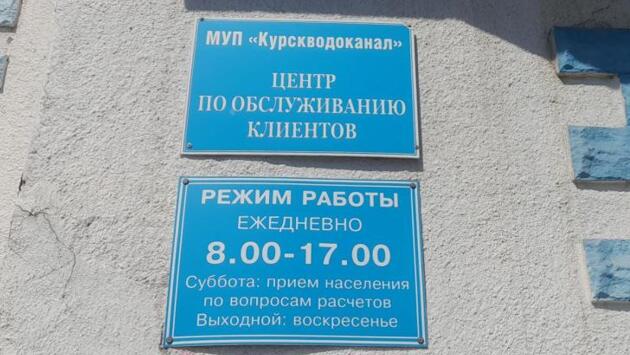 МУП «Курскводоканал»
ЦЕНТР
ПО ОБСЛУЖИВАНИЮ
КЛИЕНТОВ
РЕЖИМ РАБОТЫ
ЕЖЕДНЕВНО
8.00-17.00
Суббота: прием населения
по вопросам расчетов
Выходной: воскресенье